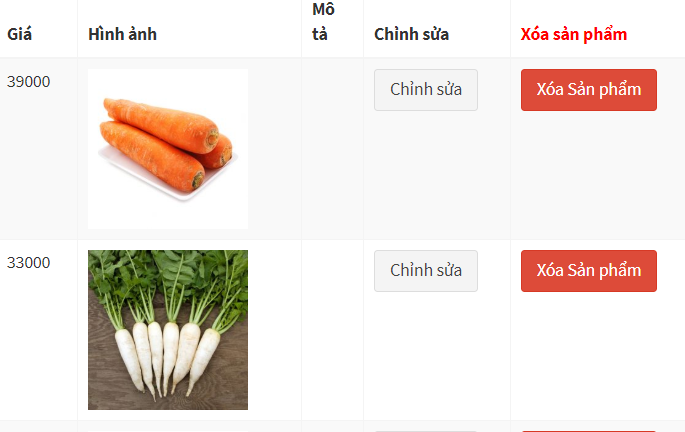 Giá Hình ảnh Mô tả Chỉnh sửa Xóa sản phẩm
39000 Chỉnh sửa Xóa Sản phẩm
33000 Chỉnh sửa Xóa Sản phẩm